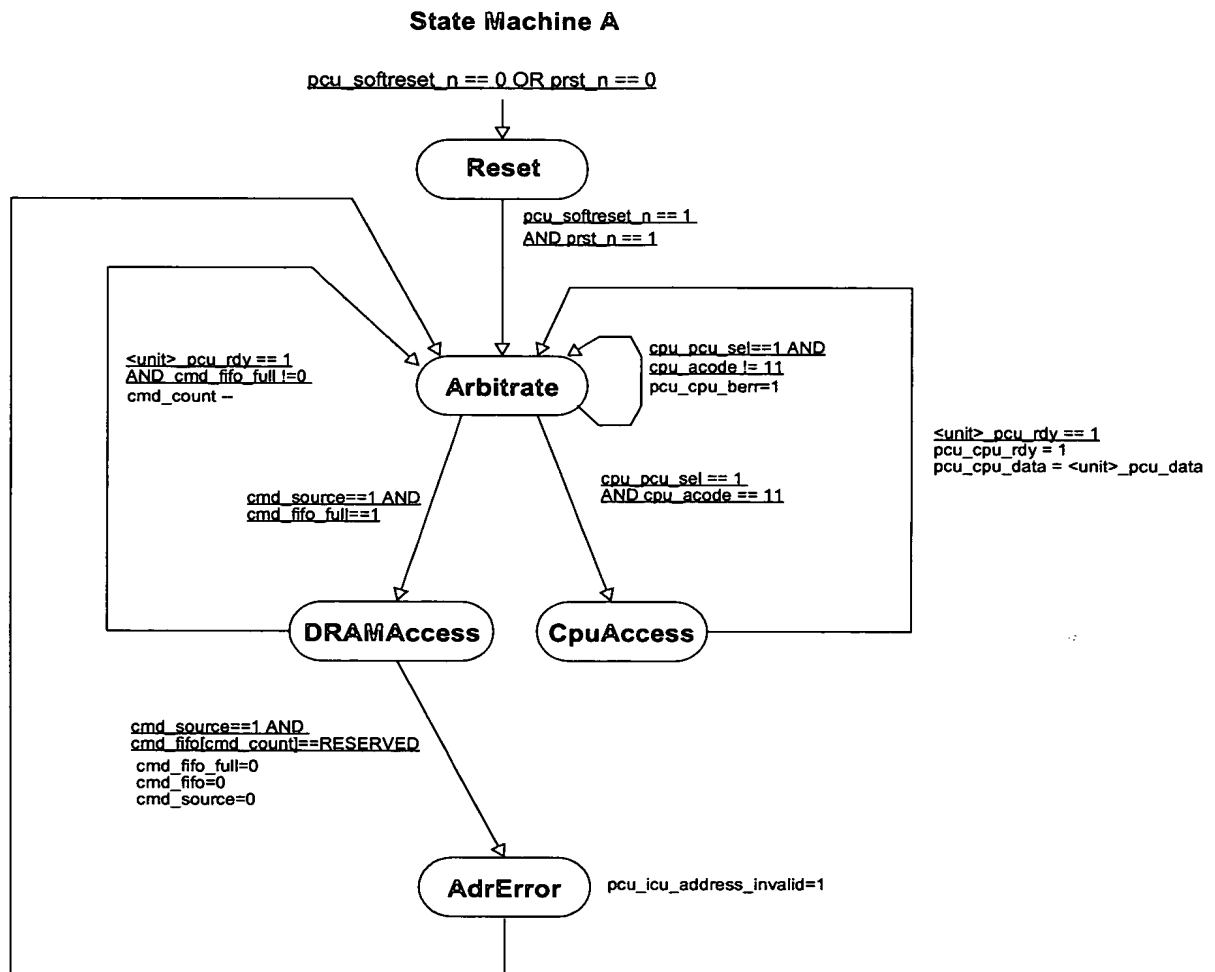 State Machine A
pcu_softreset_n == 0 OR prst_n == 0
Reset
pcu_softreset_n == 1
AND prst_n == 1
<unit>_pcu_rdy == 1
AND cmd_fifo_full !=0
cmd_count --
Arbitrate
cpu_pcu_sel==1 AND
cpu_acode != 11
pcu_cpu_berr=1
<unit>_pcu_rdy == 1
pcu_cpu_rdy = 1
pcu_cpu_data = <unit>_pcu_data
cmd_source==1 AND
cmd_fifo_full==1
cpu_pcu_sel == 1
AND cpu_acode == 11
DRAMAccess
CpuAccess
cmd_source==1 AND
cmd_fifo[cmd_count]==RESERVED
cmd_fifo_full=0
cmd_fifo=0
cmd_source=0
AdrError
pcu_icu_address_invalid=1